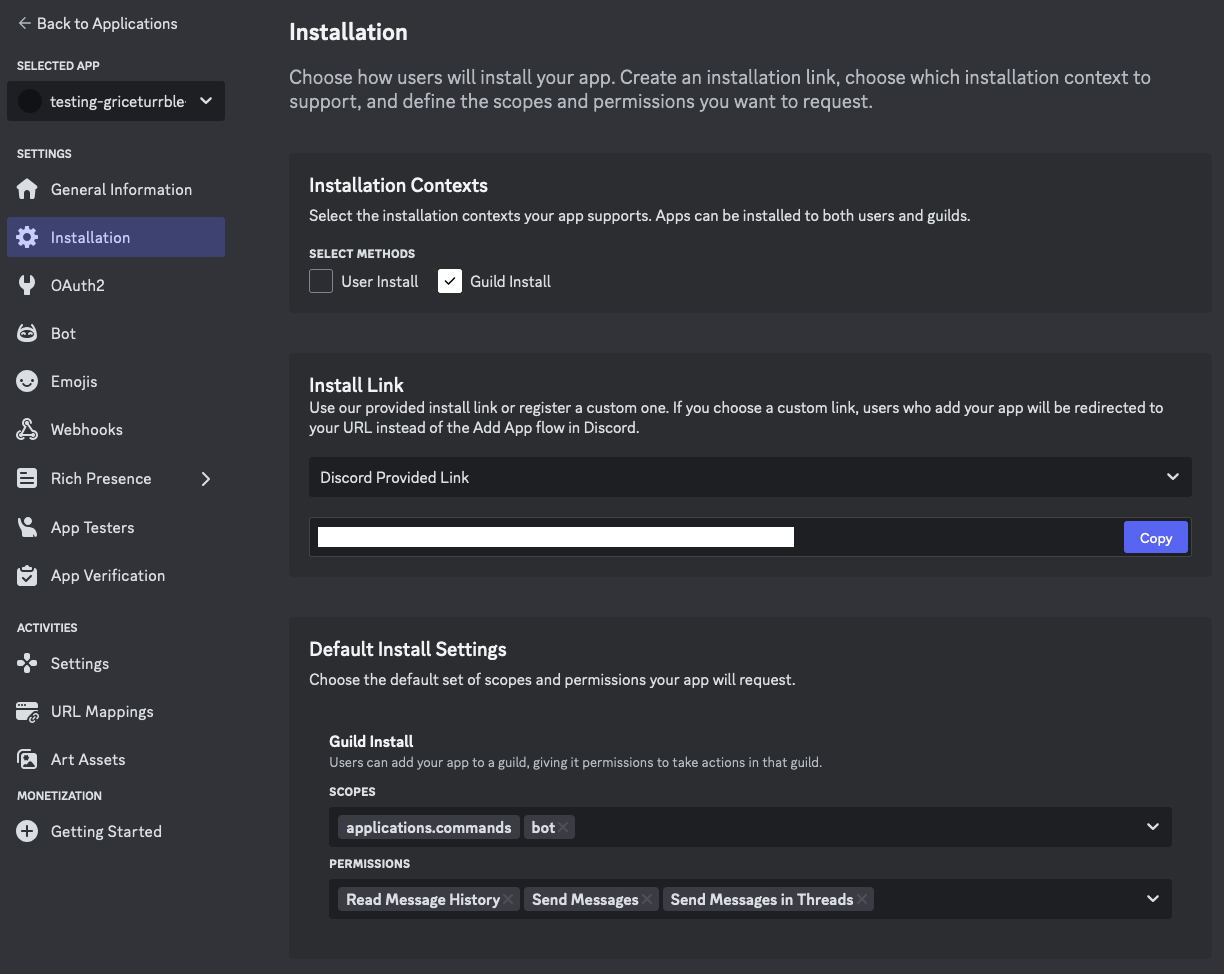 Back to Applications
SELECTED APP
testing-griceturrble
SETTINGS
General Information
Installation
OAuth2
Bot
Emojis
Webhooks
Rich Presence
App Testers
App Verification
ACTIVITIES
Settings
URL Mappings
Art Assets
MONETIZATION
Getting Started
Installation
Choose how users will install your app. Create an installation link, choose which installation context to
support, and define the scopes and permissions you want to request.
Installation Contexts
Select the installation contexts your app supports. Apps can be installed to both users and guilds.
SELECT METHODS
User Install Guild Install
Install Link
Use our provided install link or register a custom one. If you choose a custom link, users who add your app will be redirected to
your URL instead of the Add App flow in Discord.
Discord Provided Link
Copy
Default Install Settings
Choose the default set of scopes and permissions your app will request.
Guild Install
Users can add your app to a guild, giving it permissions to take actions in that guild.
SCOPES
applications.commands bot
PERMISSIONS
Read Message History Send Messages Send Messages in Threads